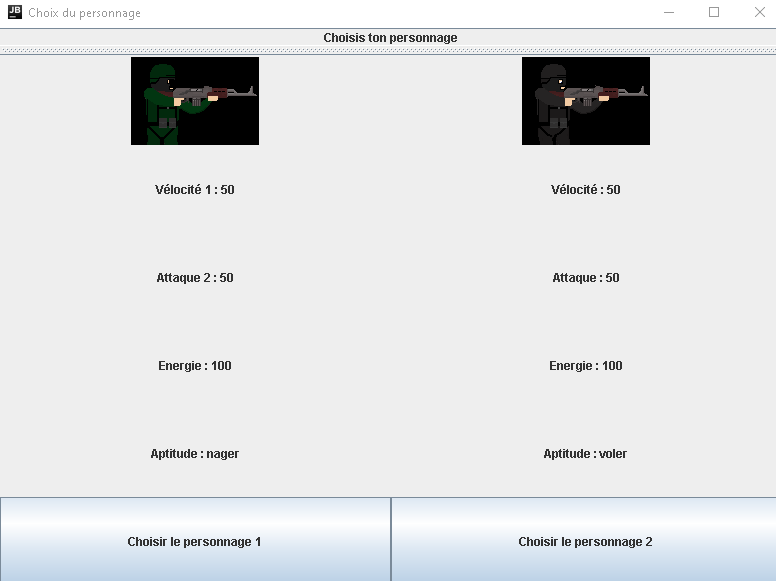 JB Choix du personnage
Choisis ton personnage
Vélocité 1 : 50
Vélocité : 50
Attaque 2 : 50
Attaque : 50
Energie : 100
Energie : 100
Aptitude : nager
Aptitude : voler
Choisir le personnage 1
Choisir le personnage 2